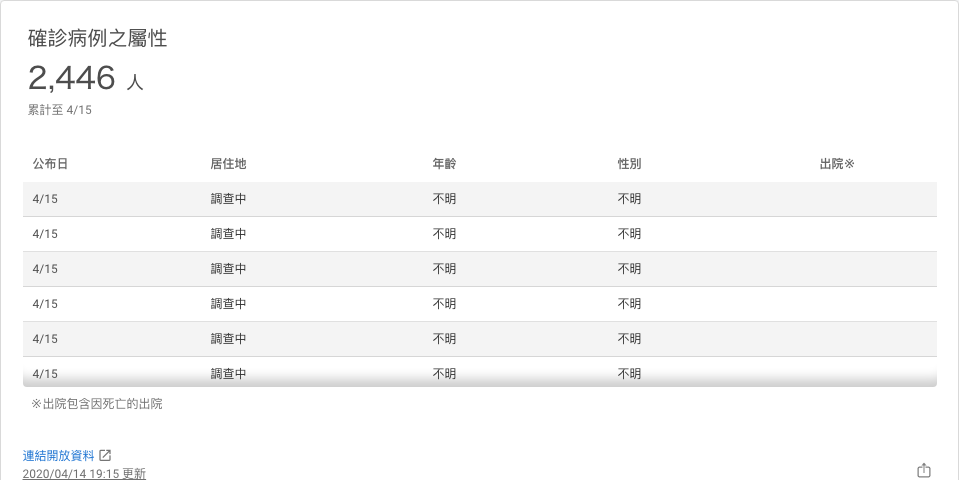 確診病例之屬性
2,446 人
累計至 4/15
公布日 居住地 年齡 性別 出院※
4/15 調查中 不明 不明
4/15 調查中 不明 不明
4/15 調查中 不明 不明
4/15 調查中 不明 不明
4/15 調查中 不明 不明
4/15 調查中 不明 不明
※出院包含因死亡的出院
連結開放資料
2020/04/14 19:15 更新